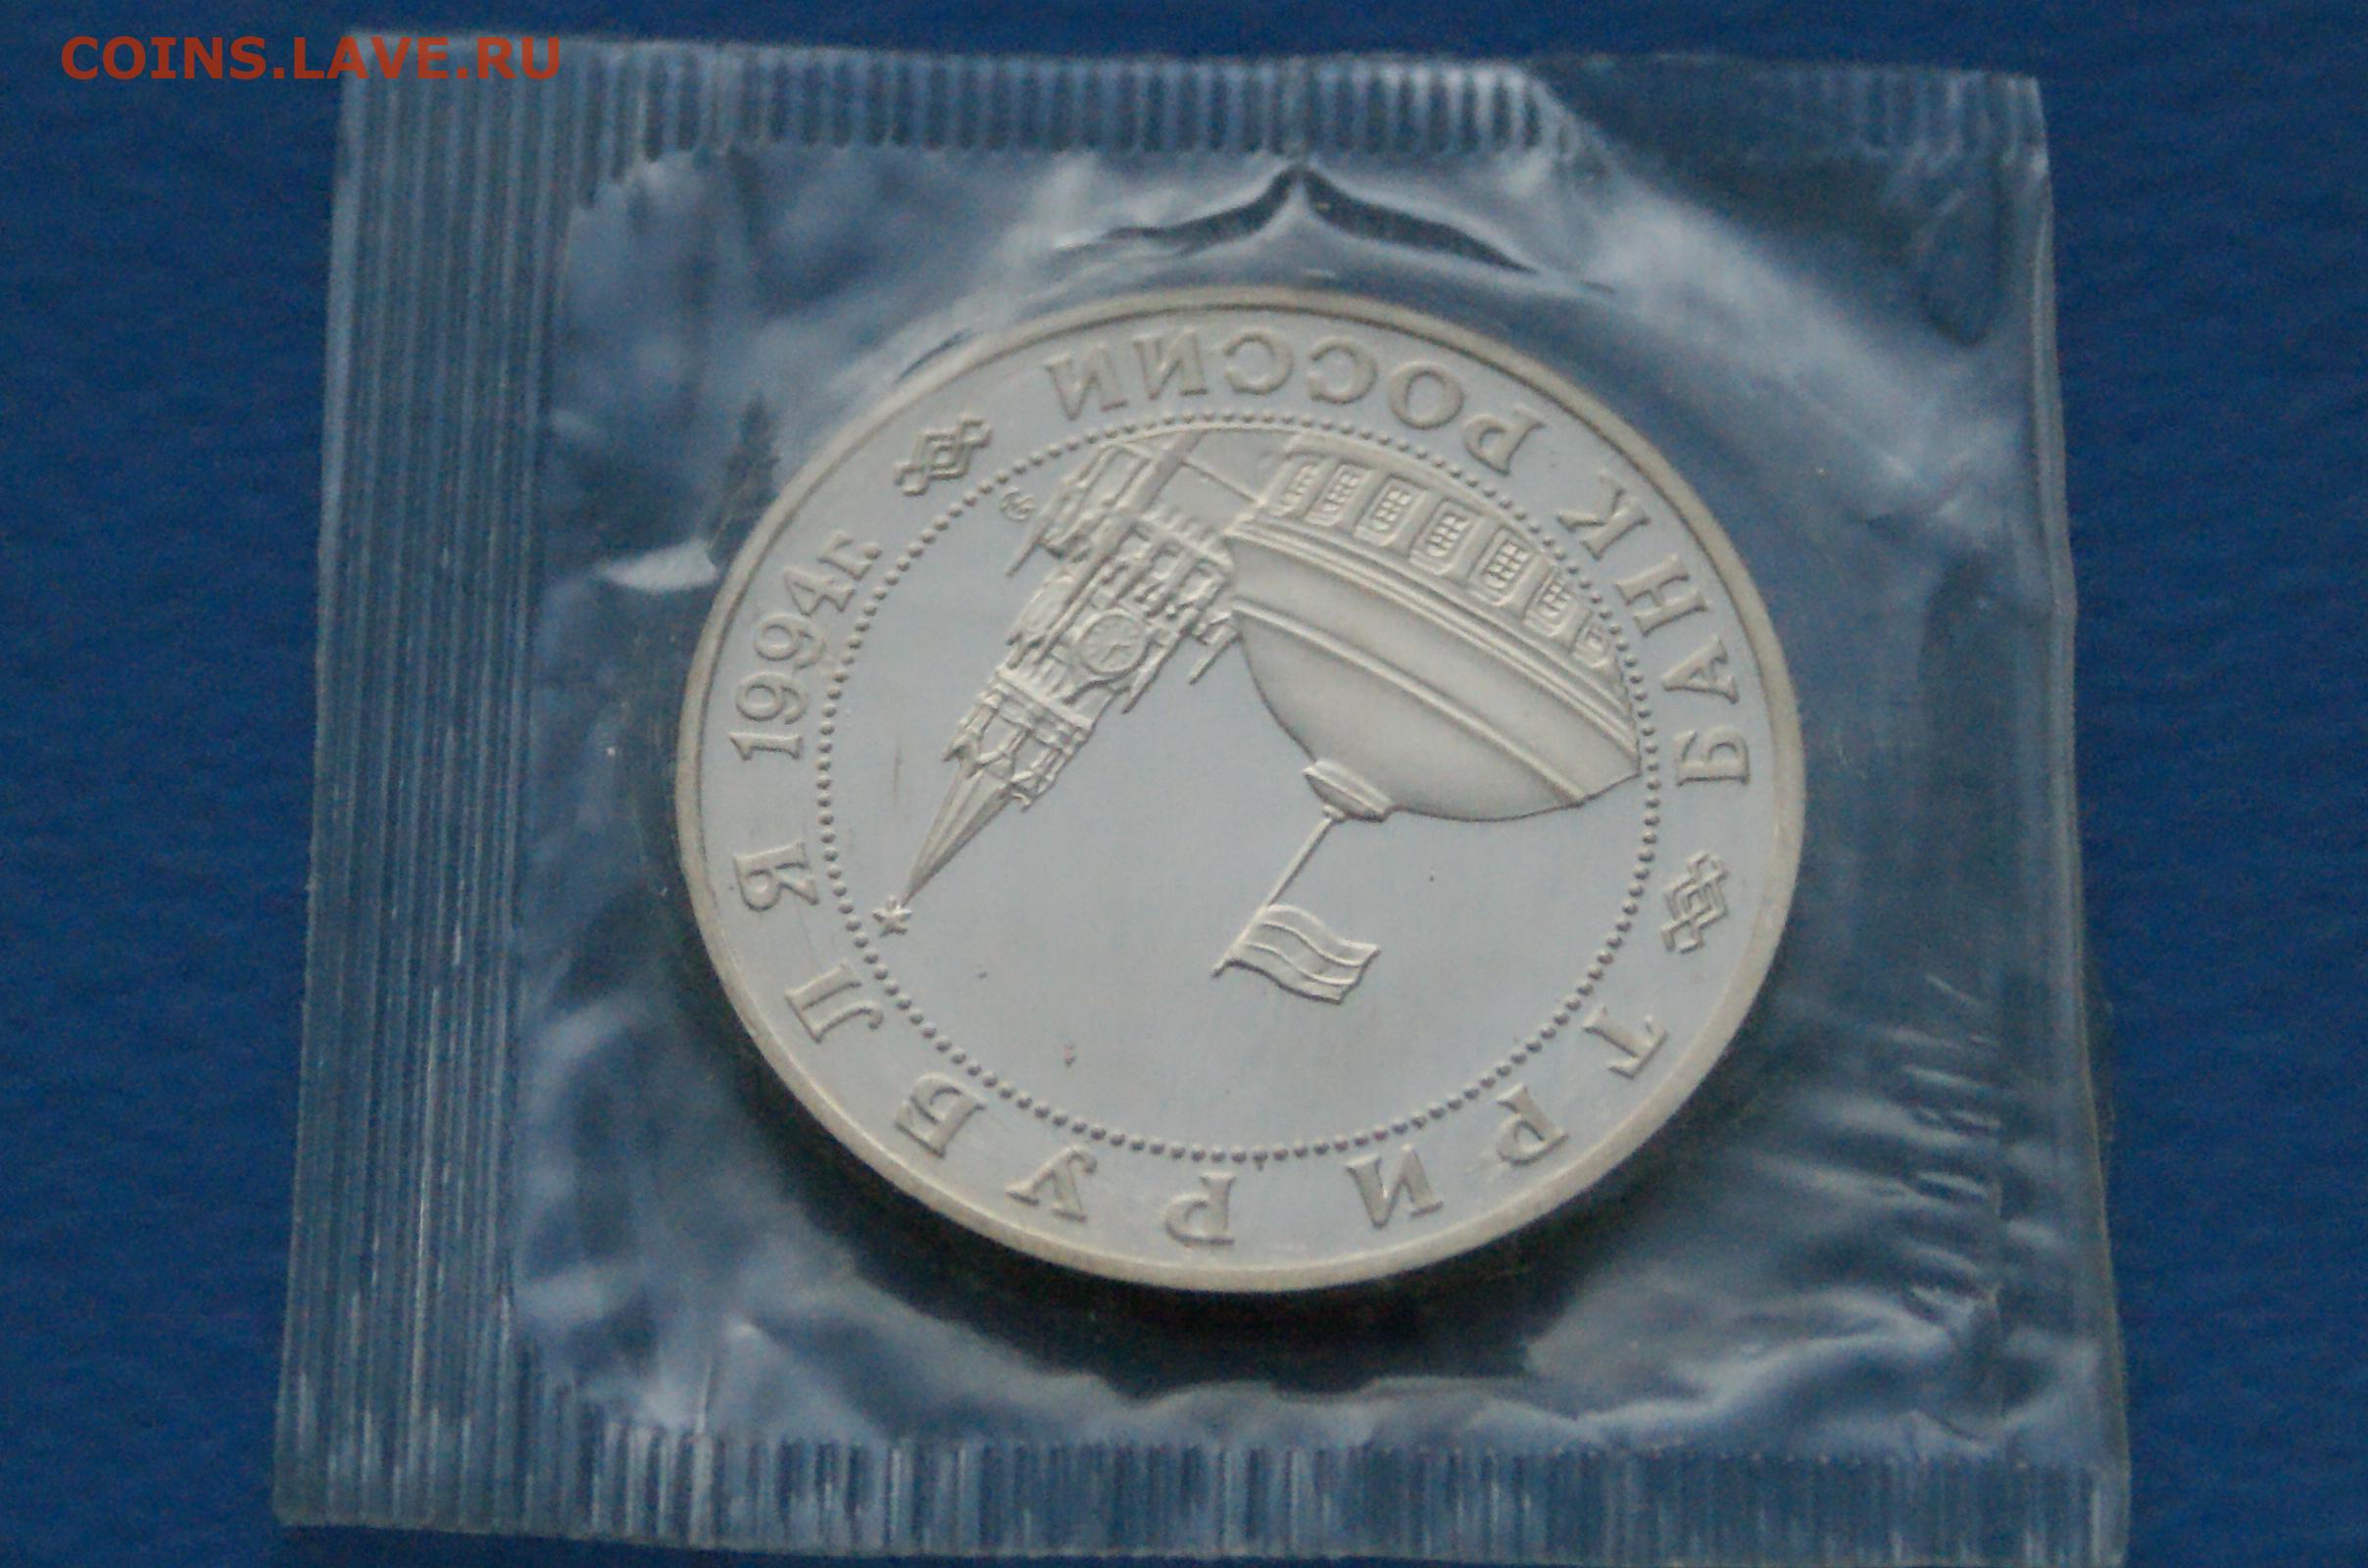 COINS.LAVE.RU
ТРИ РУБЛЯ 1994г.
БАНК РОССИИ